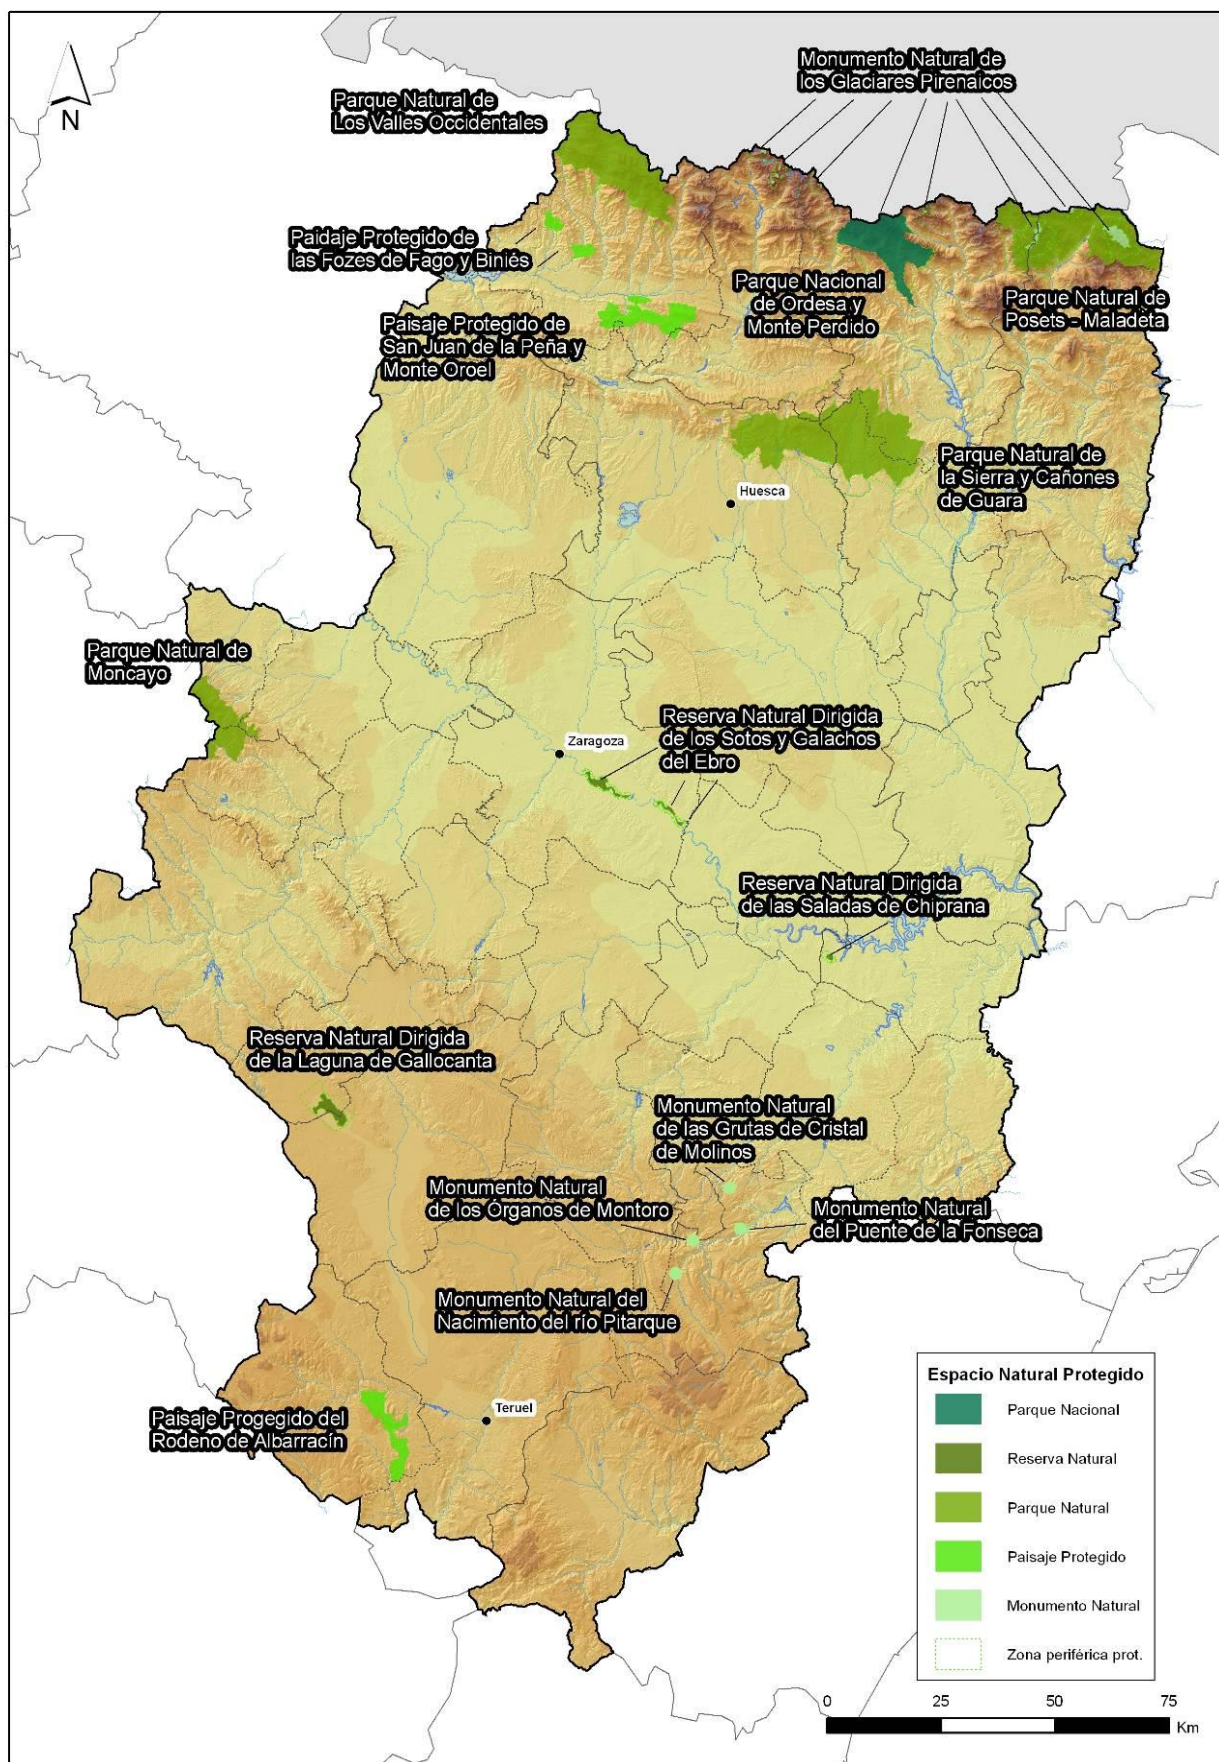 Monumento Natural de
los Glaciares Pirenaicos
Parque Natural de
Los Valles Occidentales
N
Paidaje Protegido de
las Fozes de Fago y Biniés
Parque Nacional
de Ordesa y
Monte Perdido
Parque Natural de
Posets - Maladeta
Paisaje Protegido de
San Juan de la Peña y
Monte Oroel
Parque Natural de
la Sierra y Cañones
de Guara
Huesca
Parque Natural de
Moncayo
Reserva Natural Dirigida
de los Sotos y Galachos
del Ebro
Zaragoza
Reserva Natural Dirigida
de las Saladas de Chiprana
Reserva Natural Dirigida
de la Laguna de Gallocanta
Monumento Natural
de las Grutas de Cristal
de Molinos
Monumento Natural
de los Órganos de Montoro
Monumento Natural
del Puente de la Fonseca
Monumento Natural del
Nacimiento del río Pitarque
Paisaje Progegido del
Rodeno de Albarracín
Teruel
Espacio Natural Protegido
Parque Nacional
Reserva Natural
Parque Natural
Paisaje Protegido
Monumento Natural
Zona periférica prot.
0 25 50 75
Km